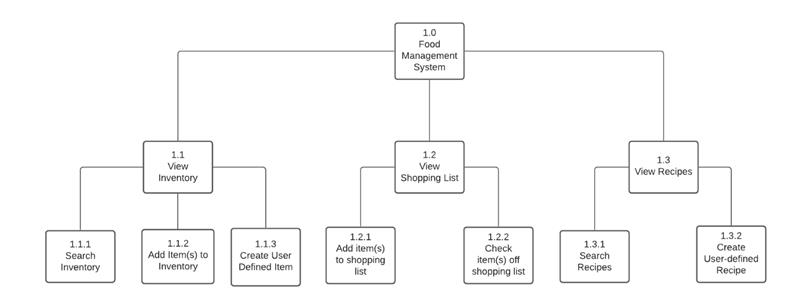 1.0
Food
Management
System
1.1
View
Inventory
1.2
View
Shopping List
1.3
View Recipes
1.1.1
Search
Inventory
1.1.2
Add Item(s) to
Inventory
1.1.3
Create User
Defined Item
1.2.1
Add item(s)
to shopping
list
1.2.2
Check
item(s) off
shopping list
1.3.1
Search
Recipes
1.3.2
Create
User-defined
Recipe